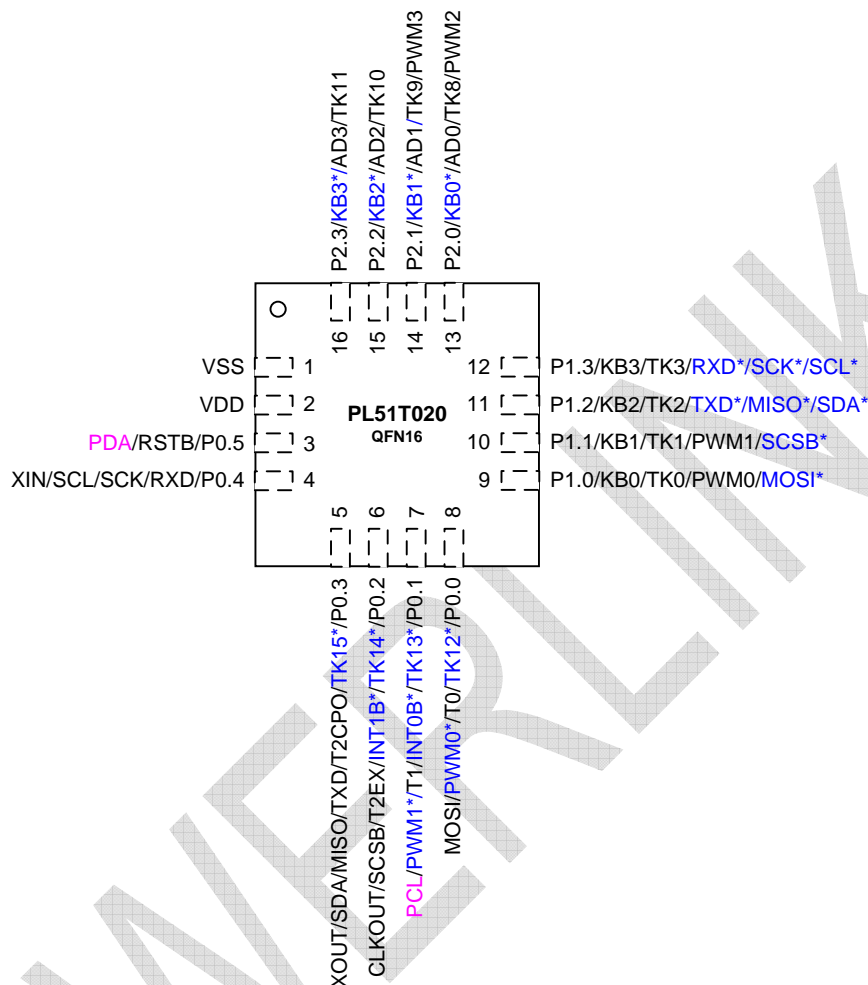 P2.3/KB3*/AD3/TK11
P2.2/KB2*/AD2/TK10
P2.1/KB1*/AD1/TK9/PWM3
P2.0/KB0*/AD0/TK8/PWM2
16
15
14
13
VSS
1
VDD
2
PDA/RSTB/P0.5
3
XIN/SCL/SCK/RXD/P0.4
4
PL51T020
QFN16
12
P1.3/KB3/TK3/RXD*/SCK*/SCL*
11
P1.2/KB2/TK2/TXD*/MISO*/SDA*
10
P1.1/KB1/TK1/PWM1/SCSB*
9
P1.0/KB0/TK0/PWM0/MOSI*
5
6
7
8
XOUT/SDA/MISO/TXD/T2CPO/TK15*/P0.3
CLKOUT/SCSB/T2EX/INT1B*/TK14*/P0.2
PCL/PWM1*/T1/INT0B*/TK13*/P0.1
MOSI/PWM0*/T0/TK12*/P0.0
WERLINK